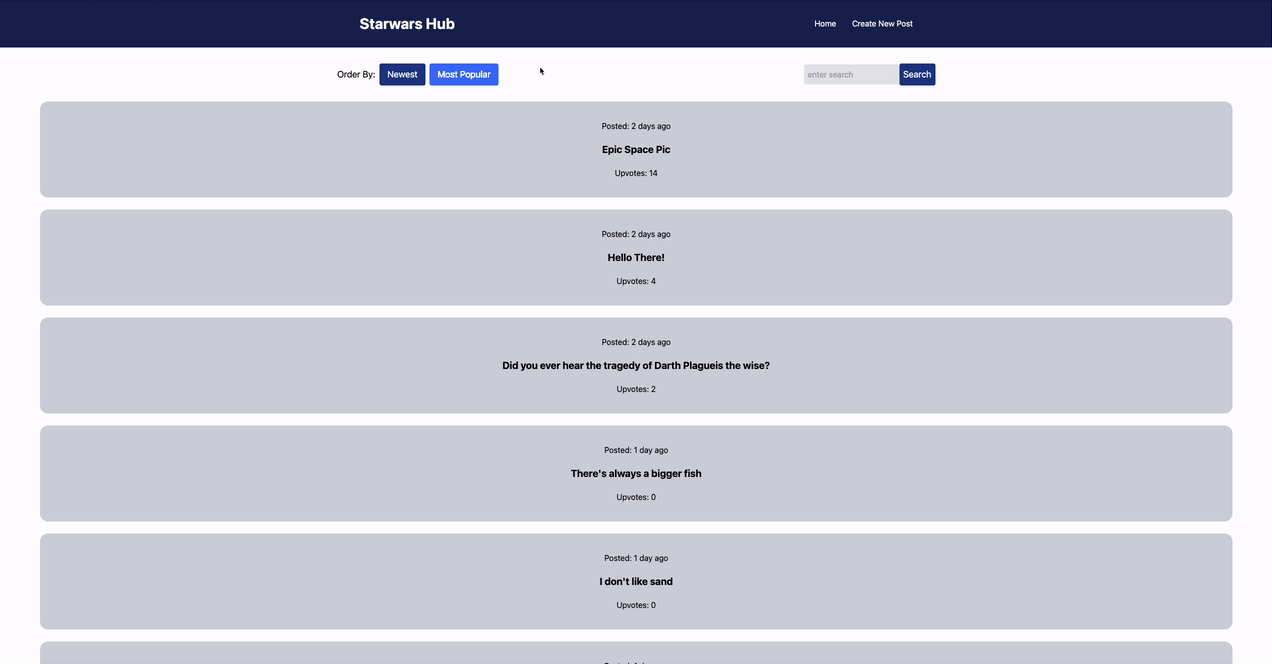 Starwars Hub
Home Create New Post
Order By: Newest Most Popular enter search Search
Posted: 2 days ago
Epic Space Pic
Upvotes: 14
Posted: 2 days ago
Hello There!
Upvotes: 4
Posted: 2 days ago
Did you ever hear the tragedy of Darth Plagueis the wise?
Upvotes: 2
Posted: 1 day ago
There's always a bigger fish
Upvotes: 0
Posted: 1 day ago
I don't like sand
Upvotes: 0